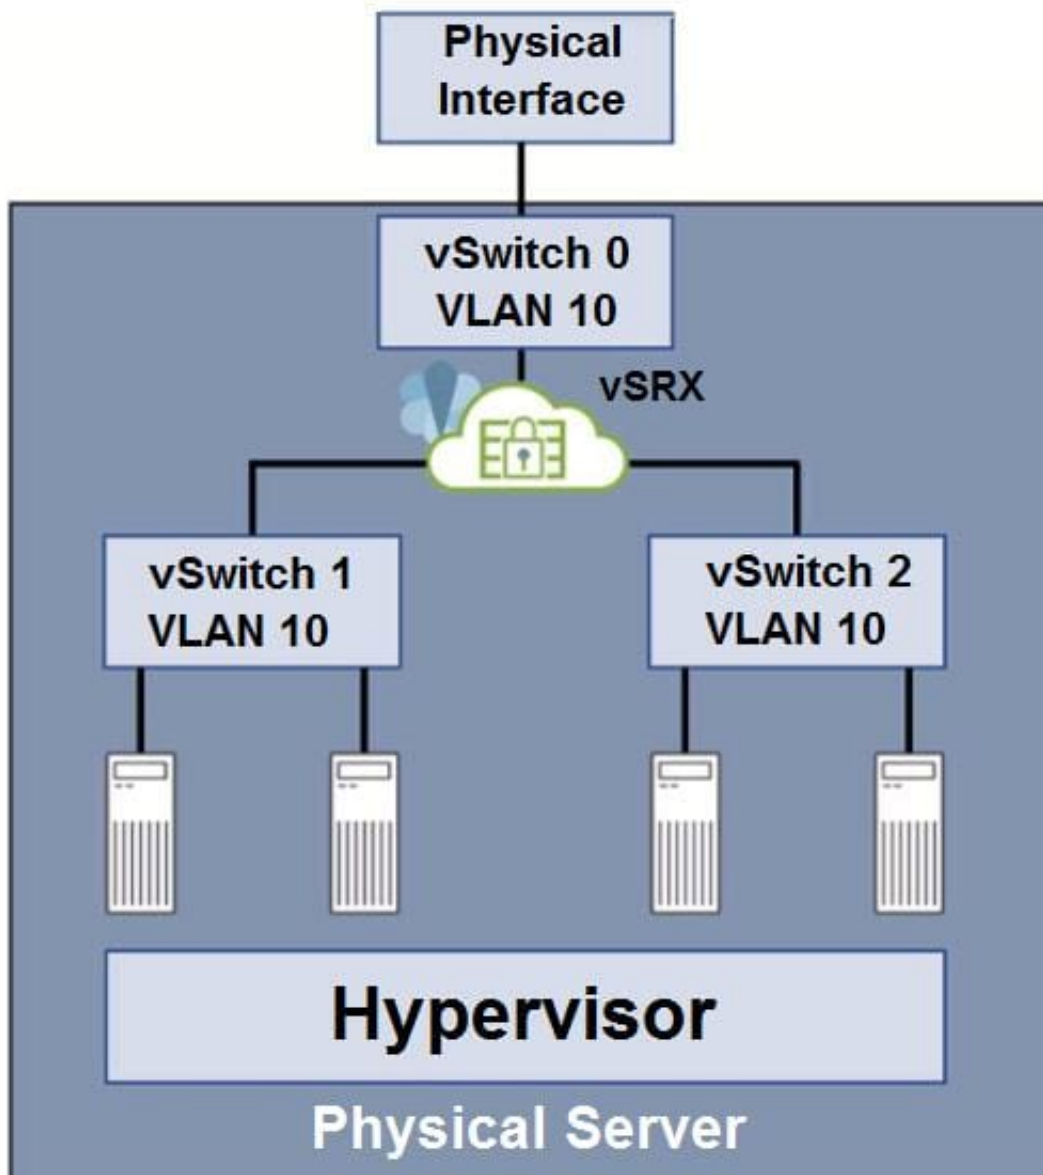 Physical
Interface
vSwitch 0
VLAN 10
vSRX
vSwitch 1
VLAN 10
vSwitch 2
VLAN 10
Hypervisor
Physical Server